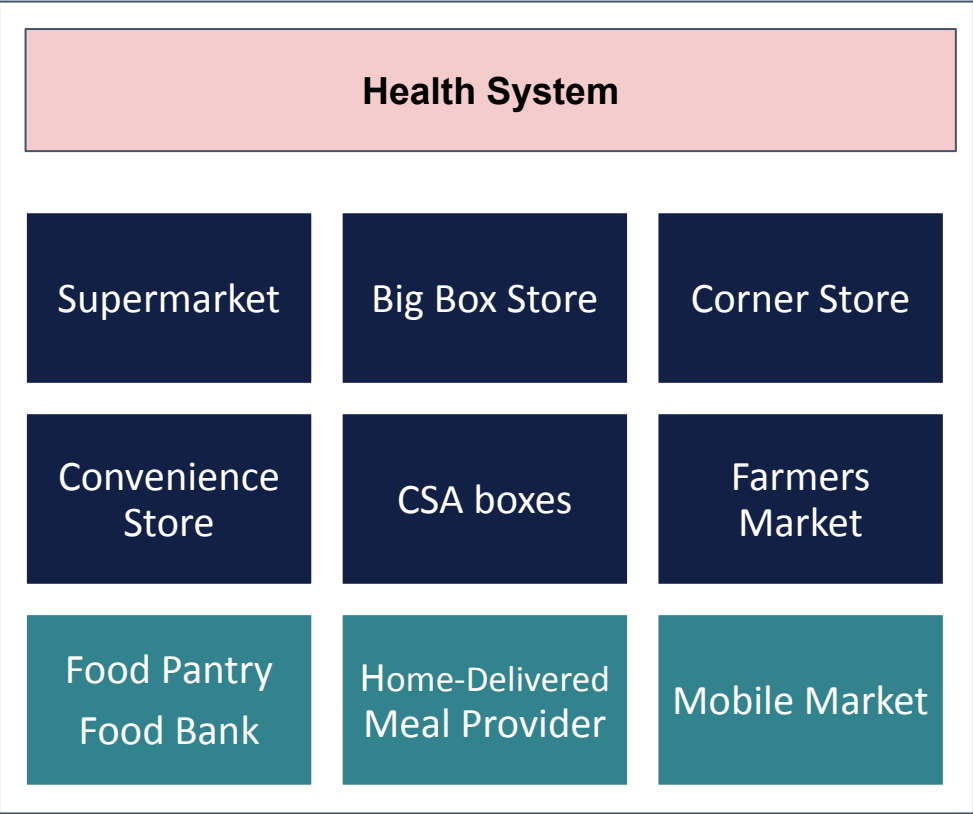 Health System
Supermarket
Big Box Store
Corner Store
Convenience
Store
CSA boxes
Farmers
Market
Food Pantry
Food Bank
Home-Delivered
Meal Provider
Mobile Market